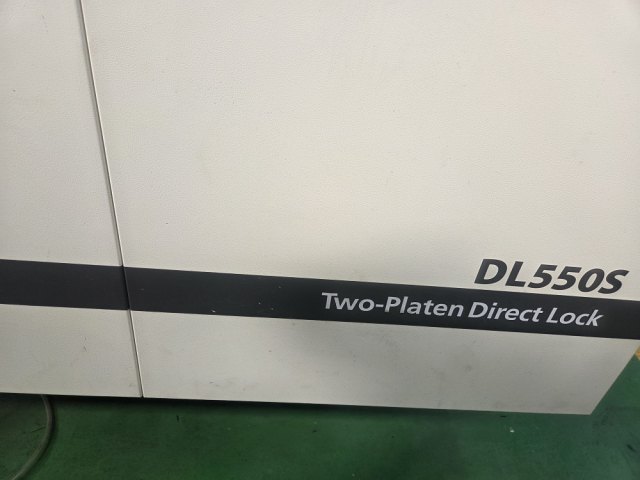 DL550S
Two-Platen Direct Lock